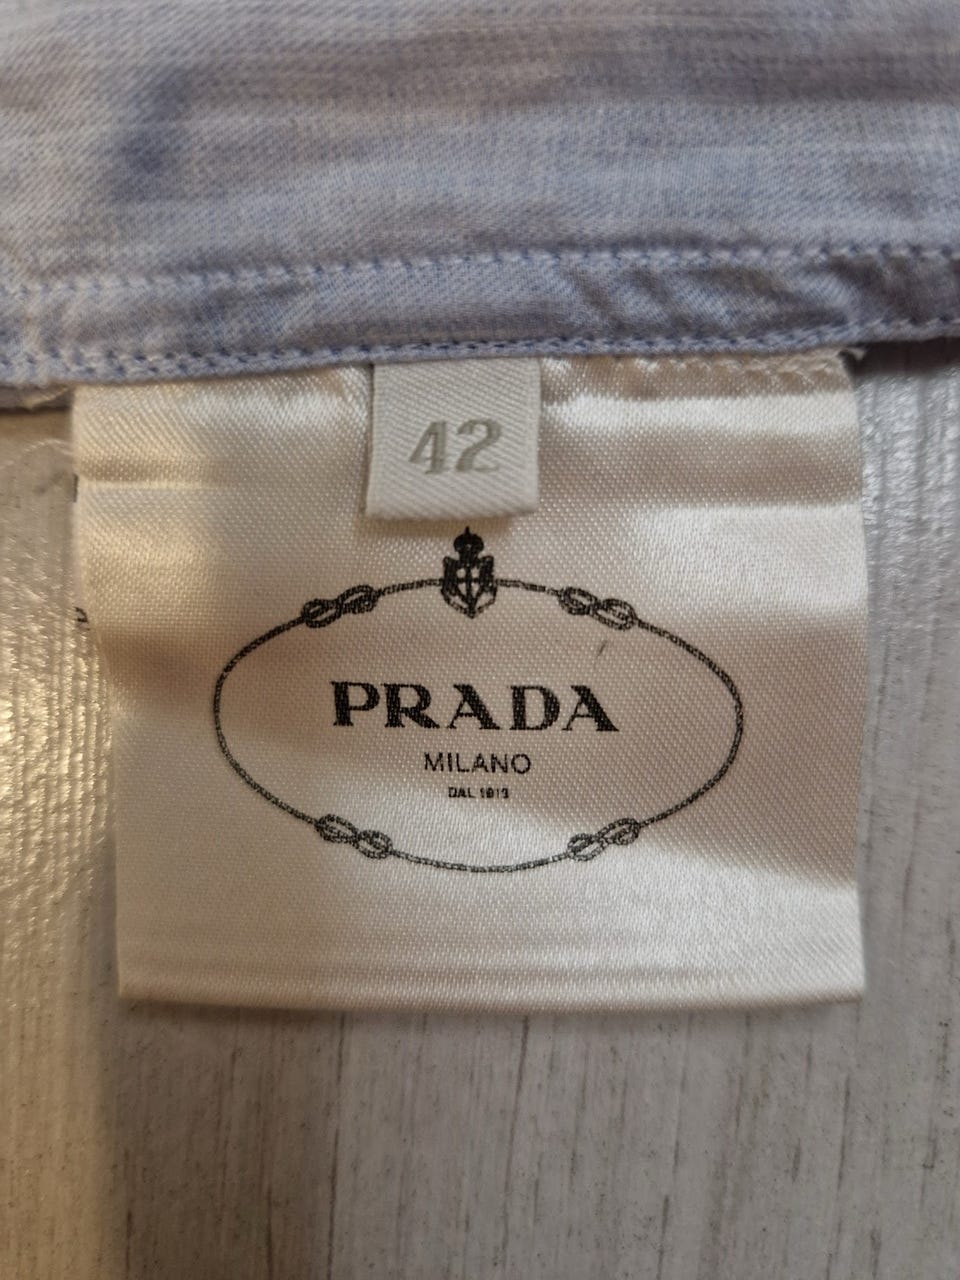 42
PRADA
MILANO
DAL 1913